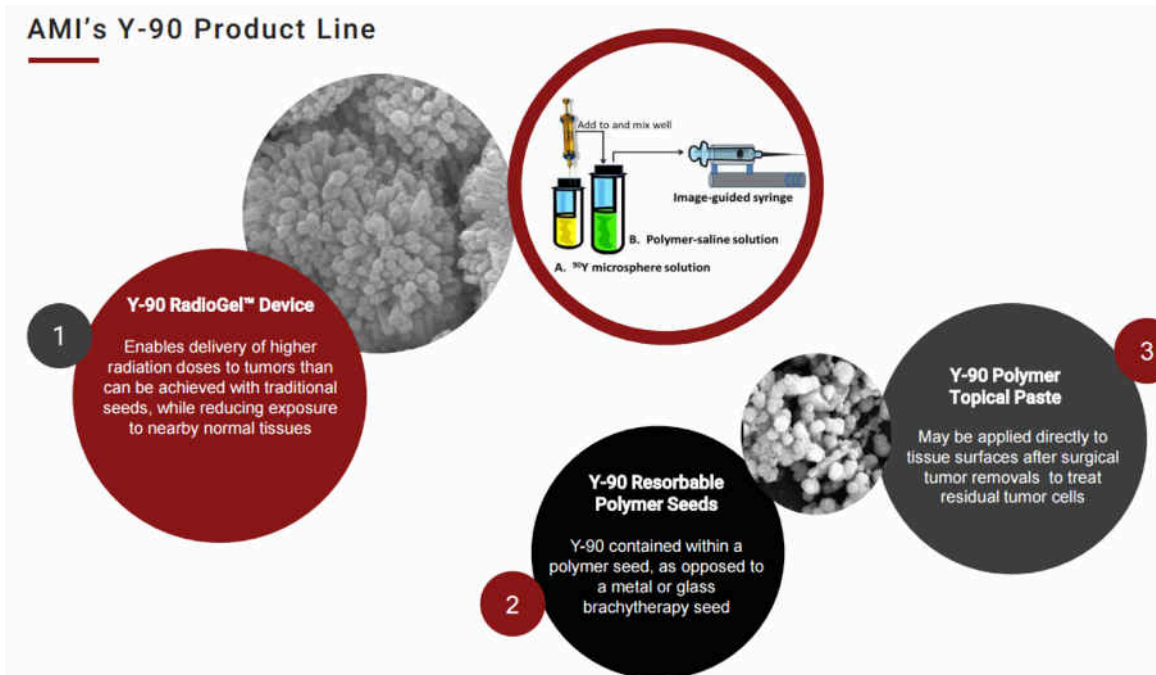 AMI's Y-90 Product Line
Add to and mix well
Image-guided syringe
B. Polymer-saline solution
A. ⁹⁰Y microsphere solution
1
Y-90 RadioGel™ Device
Enables delivery of higher
radiation doses to tumors than
can be achieved with traditional
seeds, while reducing exposure
to nearby normal tissues
2
Y-90 Resorbable
Polymer Seeds
Y-90 contained within a
polymer seed, as opposed to
a metal or glass
brachytherapy seed
3
Y-90 Polymer
Topical Paste
May be applied directly to
tissue surfaces after surgical
tumor removals to treat
residual tumor cells